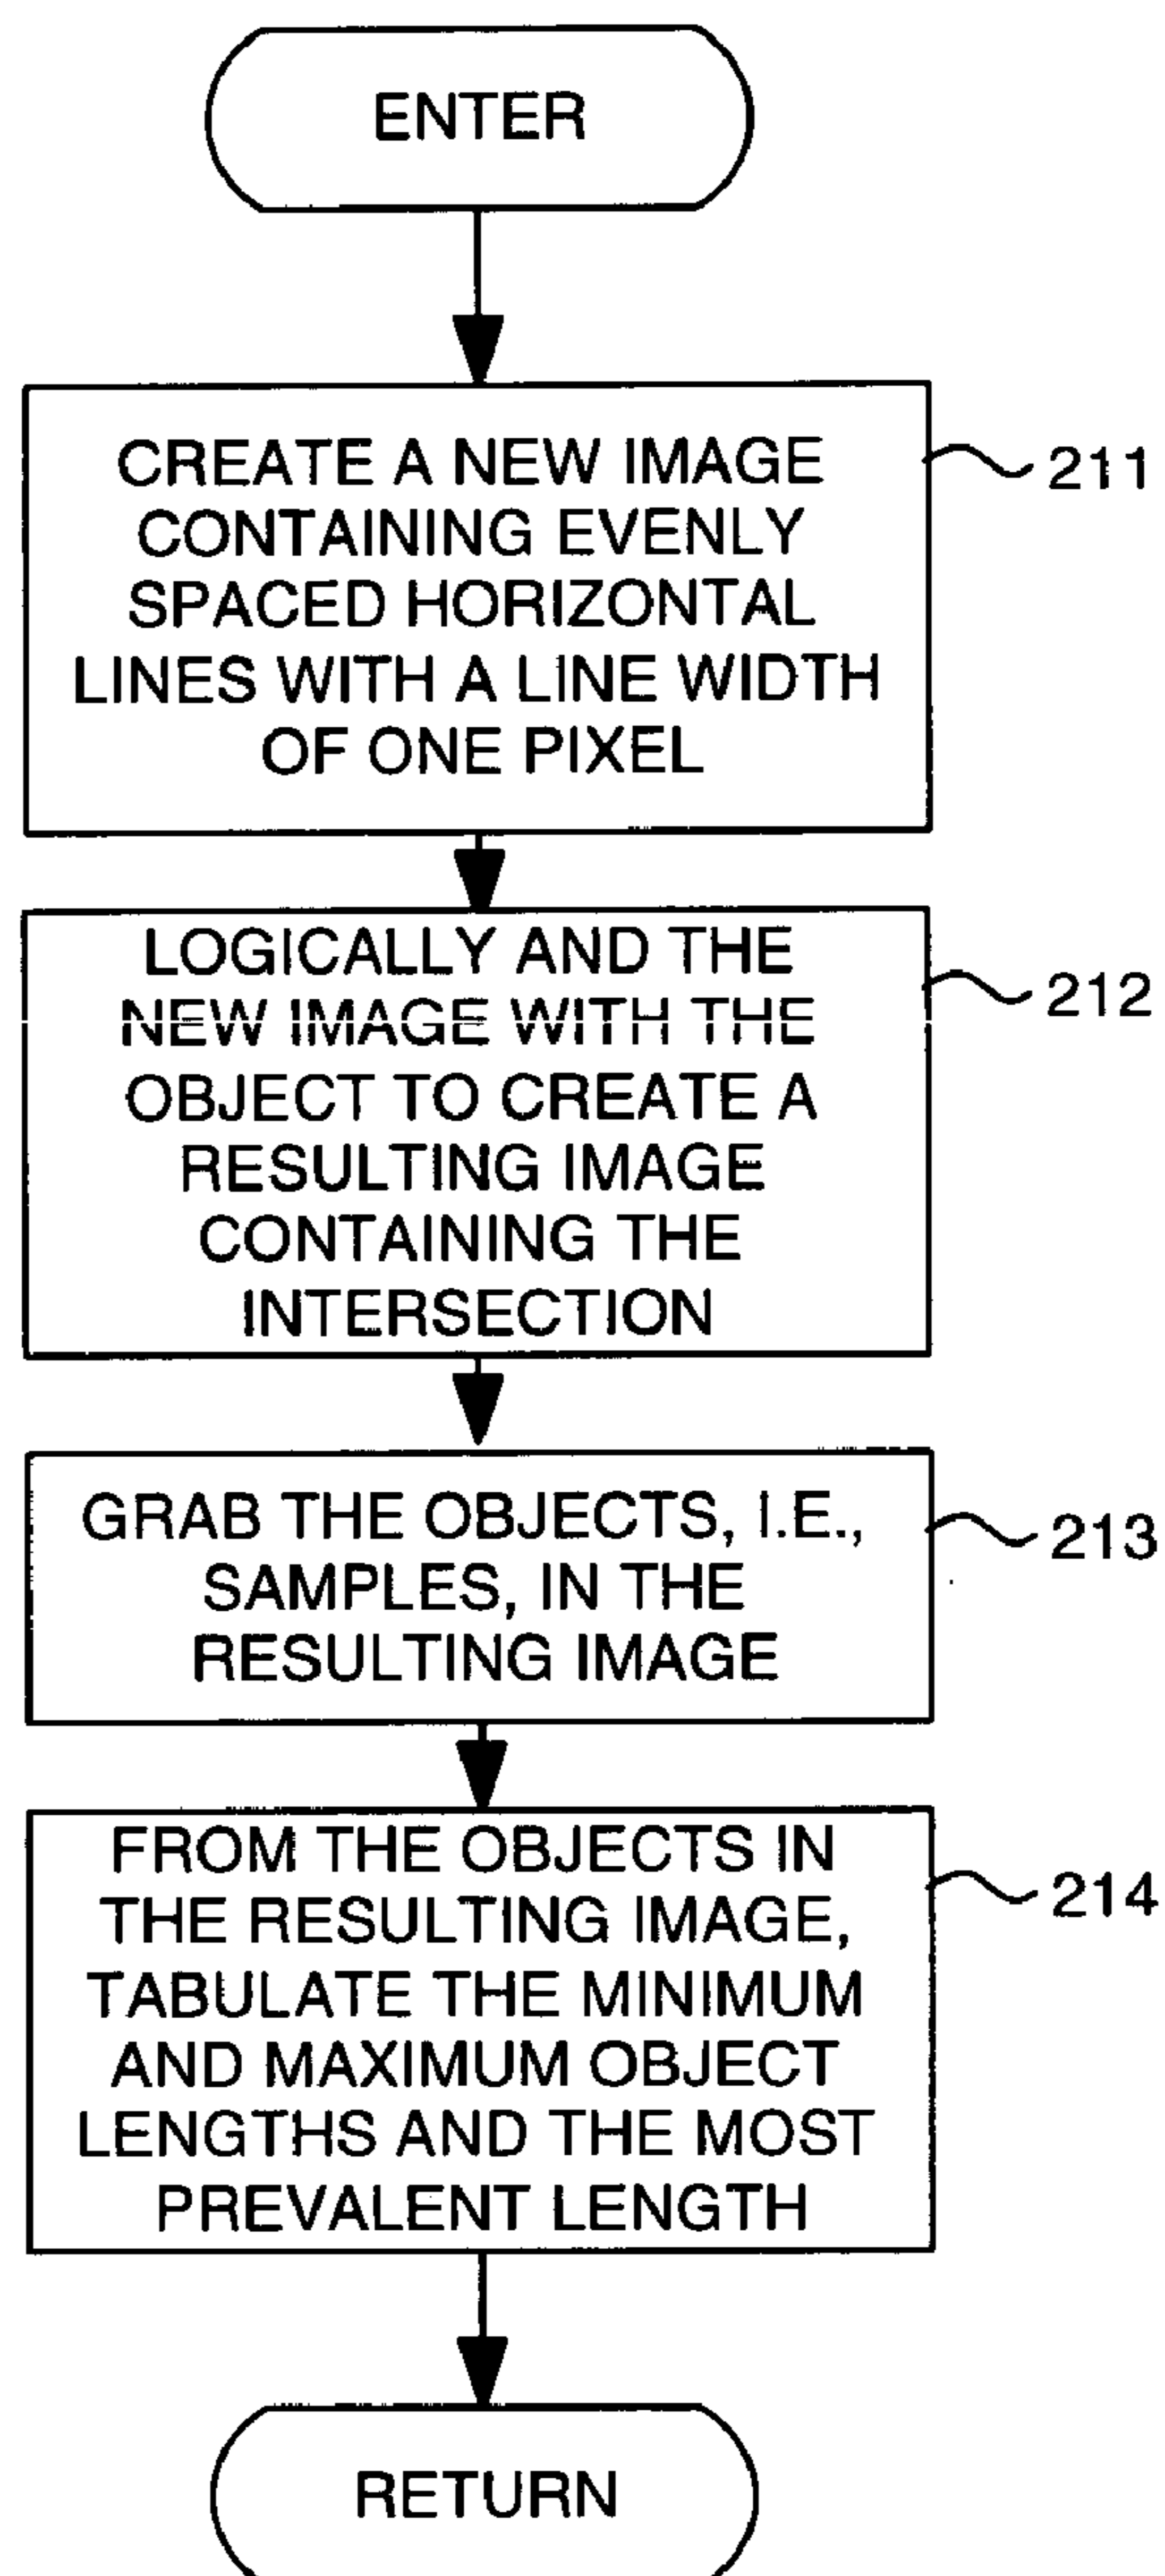 ENTER
CREATE A NEW IMAGE
CONTAINING EVENLY
SPACED HORIZONTAL
LINES WITH A LINE WIDTH
OF ONE PIXEL
211
LOGICALLY AND THE
NEW IMAGE WITH THE
OBJECT TO CREATE A
RESULTING IMAGE
CONTAINING THE
INTERSECTION
212
GRAB THE OBJECTS, I.E.,
SAMPLES, IN THE
RESULTING IMAGE
213
FROM THE OBJECTS IN
THE RESULTING IMAGE,
TABULATE THE MINIMUM
AND MAXIMUM OBJECT
LENGTHS AND THE MOST
PREVALENT LENGTH
214
RETURN